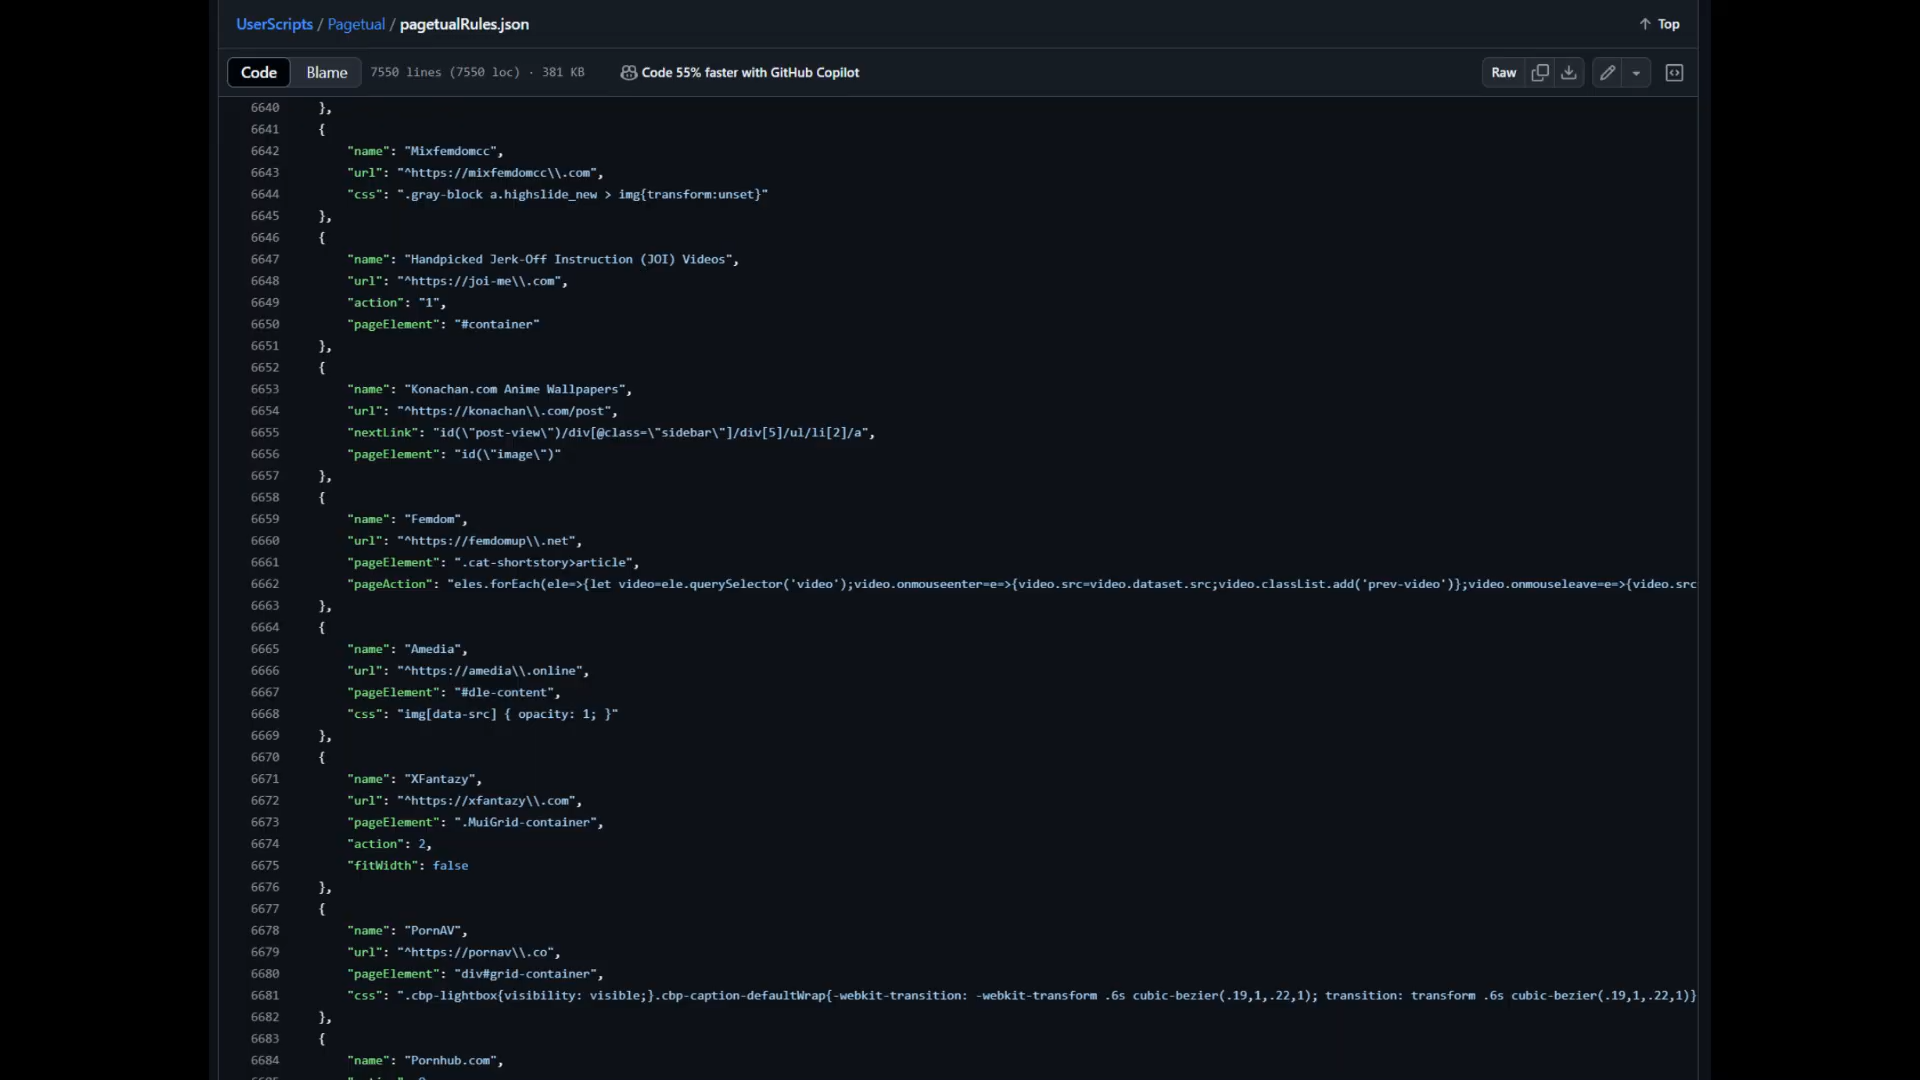 UserScripts / Pagetual / pagetualRules.json
Top
Code Blame 7550 lines (7550 loc) · 381 KB Code 55% faster with GitHub Copilot Raw
6640 },
6641 {
6642 "name": "Mixfemdomcc",
6643 "url": "^https://mixfemdomcc\\.com",
6644 "css": ".gray-block a.highslide_new > img{transform:unset}"
6645 },
6646 {
6647 "name": "Handpicked Jerk-Off Instruction (JOI) Videos",
6648 "url": "^https://joi-me\\.com",
6649 "action": "1",
6650 "pageElement": "#container"
6651 },
6652 {
6653 "name": "Konachan.com Anime Wallpapers",
6654 "url": "^https://konachan\\.com/post",
6655 "nextLink": "id(\"post-view\")/div[@class=\"sidebar\"]/div[5]/ul/li[2]/a",
6656 "pageElement": "id(\"image\")"
6657 },
6658 {
6659 "name": "Femdom",
6660 "url": "^https://femdomup\\.net",
6661 "pageElement": ".cat-shortstory>article",
6662 "pageAction": "eles.forEach(ele=>{let video=ele.querySelector('video');video.onmouseenter=e=>{video.src=video.dataset.src;video.classList.add('prev-video')};video.onmouseleave=e=>{video.src
6663 },
6664 {
6665 "name": "Amedia",
6666 "url": "^https://amedia\\.online",
6667 "pageElement": "#dle-content",
6668 "css": "img[data-src] { opacity: 1; }"
6669 },
6670 {
6671 "name": "XFantazy",
6672 "url": "^https://xfantazy\\.com",
6673 "pageElement": ".MuiGrid-container",
6674 "action": 2,
6675 "fitWidth": false
6676 },
6677 {
6678 "name": "PornAV",
6679 "url": "^https://pornav\\.co",
6680 "pageElement": "div#grid-container",
6681 "css": ".cbp-lightbox{visibility: visible;}.cbp-caption-defaultWrap{-webkit-transition: -webkit-transform .6s cubic-bezier(.19,1,.22,1); transition: transform .6s cubic-bezier(.19,1,.22,1)}
6682 },
6683 {
6684 "name": "Pornhub.com",